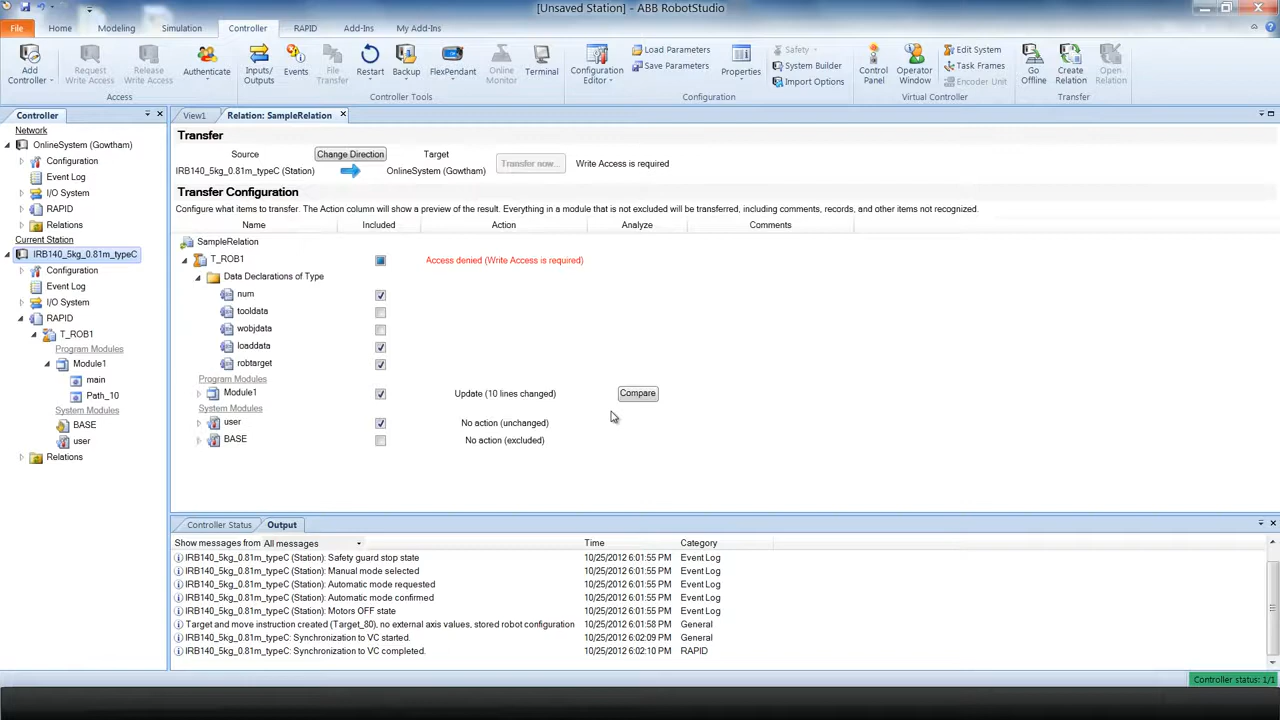 [Unsaved Station] - ABB RobotStudio
File Home Modeling Simulation Controller RAPID Add-Ins My Add-Ins
Add Controller Request Write Access Release Write Access Authenticate Inputs/Outputs Events File Transfer Restart Backup FlexPendant Online Monitor Terminal Configuration Editor Load Parameters Save Parameters Properties Safety System Builder Import Options Control Panel Operator Window Edit System Task Frames Encoder Unit Go Offline Create Relation Open Relation
Access Controller Tools Configuration Virtual Controller Transfer
Controller
Network
OnlineSystem (Gowtham)
Configuration
Event Log
I/O System
RAPID
Relations
Current Station
IRB140_5kg_0.81m_typeC
Configuration
Event Log
I/O System
RAPID
T_ROB1
Program Modules
Module1
main
Path_10
System Modules
BASE
user
Relations
View1 Relation: SampleRelation
Transfer
Source Change Direction Target
IRB140_5kg_0.81m_typeC (Station) OnlineSystem (Gowtham) Transfer now... Write Access is required
Transfer Configuration
Configure what items to transfer. The Action column will show a preview of the result. Everything in a module that is not excluded will be transferred, including comments, records, and other items not recognized.
Name Included Action Analyze Comments
SampleRelation
T_ROB1 Access denied (Write Access is required)
Data Declarations of Type
num
tooldata
wobjdata
loaddata
robtarget
Program Modules
Module1 Update (10 lines changed) Compare
System Modules
user No action (unchanged)
BASE No action (excluded)
Controller Status Output
Show messages from All messages Time Category
IRB140_5kg_0.81m_typeC (Station): Safety guard stop state 10/25/2012 6:01:55 PM Event Log
IRB140_5kg_0.81m_typeC (Station): Manual mode selected 10/25/2012 6:01:55 PM Event Log
IRB140_5kg_0.81m_typeC (Station): Automatic mode requested 10/25/2012 6:01:55 PM Event Log
IRB140_5kg_0.81m_typeC (Station): Automatic mode confirmed 10/25/2012 6:01:55 PM Event Log
IRB140_5kg_0.81m_typeC (Station): Motors OFF state 10/25/2012 6:01:55 PM Event Log
Target and move instruction created (Target_80), no external axis values, stored robot configuration 10/25/2012 6:01:58 PM General
IRB140_5kg_0.81m_typeC: Synchronization to VC started. 10/25/2012 6:02:09 PM General
IRB140_5kg_0.81m_typeC: Synchronization to VC completed. 10/25/2012 6:02:10 PM RAPID
Controller status: 1/1